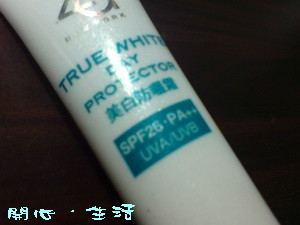 TRUE WHITE
DAY
PROTECTOR
美白防曬霜
SPF26·PA++
UVA/UVB
開心·生活